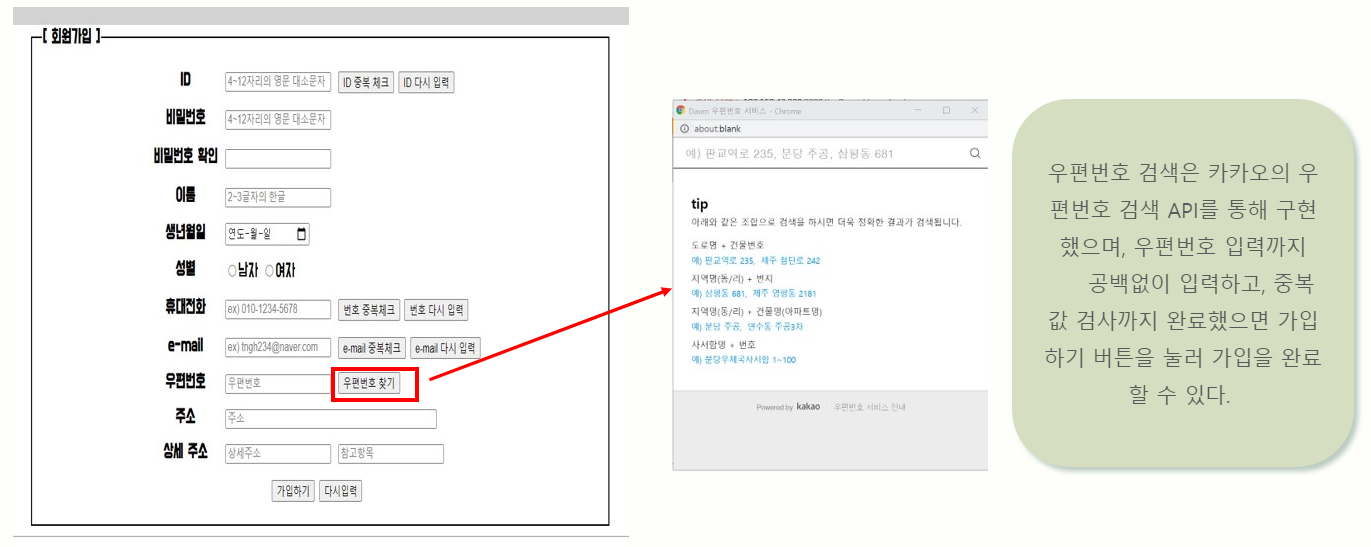 [ 회원가입 ]
ID 4~12자리의 영문 대소문자 ID 중복 체크 ID 다시 입력
비밀번호 4~12자리의 영문 대소문자
비밀번호 확인
이름 2~3글자의 한글
생년월일 연도-월-일
성별 남자 여자
휴대전화 ex) 010-1234-5678 번호 중복체크 번호 다시 입력
e-mail ex) tngh234@naver.com e-mail 중복체크 e-mail 다시 입력
우편번호 우편번호 우편번호 찾기
주소 주소
상세 주소 상세주소 참고항목
가입하기 다시입력
Daum 우편번호 서비스 - Chrome
about:blank
예) 판교역로 235, 분당 주공, 삼평동 681
tip
아래와 같은 조합으로 검색을 하시면 더욱 정확한 결과가 검색됩니다.
도로명 + 건물번호
예) 판교역로 235, 제주 첨단로 242
지역명(동/리) + 번지
예) 삼평동 681, 제주 영평동 2181
지역명(동/리) + 건물명(아파트명)
예) 분당 주공, 연수동 주공3차
사서함명 + 번호
예) 분당우체국사서함 1~100
Powered by kakao 우편번호 서비스 안내
우편번호 검색은 카카오의 우
편번호 검색 API를 통해 구현
했으며, 우편번호 입력까지
공백없이 입력하고, 중복
값 검사까지 완료했으면 가입
하기 버튼을 눌러 가입을 완료
할 수 있다.